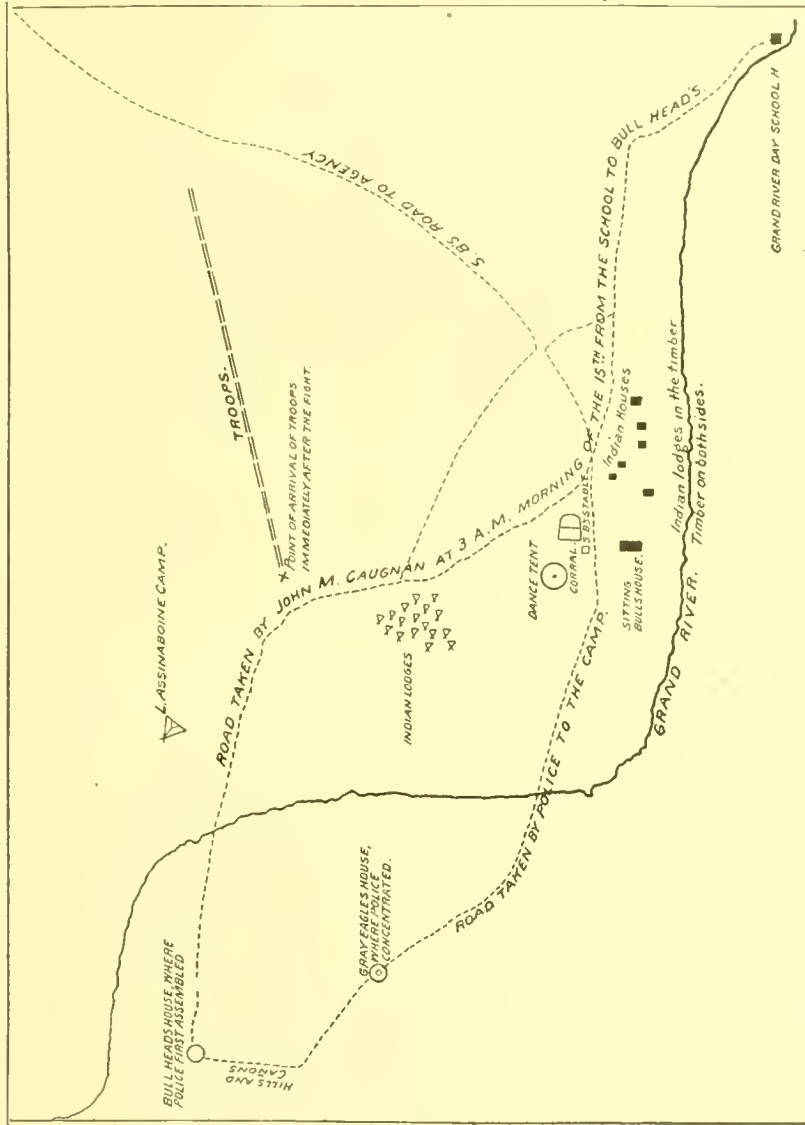 BULL HEADS HOUSE, WHERE
POLICE FIRST ASSEMBLED
HILLS AND
CAÑONS
GRAY EAGLES HOUSE,
WHERE POLICE
CONCENTRATED.
ROAD TAKEN BY POLICE TO THE CAMP.
L. ASSINABOINE CAMP.
ROAD TAKEN BY JOHN M. CAUGNAN AT 3 A.M. MORNING OF THE 15TH FROM THE SCHOOL TO BULL HEAD'S.
TROOPS.
X POINT OF ARRIVAL OF TROOPS
IMMEDIATELY AFTER THE FIGHT.
INDIAN LODGES
S. B'S ROAD TO AGENCY
DANCE TENT
CORRAL.
S B'S STABLE
SITTING
BULLS HOUSE.
Indian Houses
GRAND RIVER.
Indian lodges in the timber
Timber on both sides.
GRAND RIVER DAY SCHOOL H